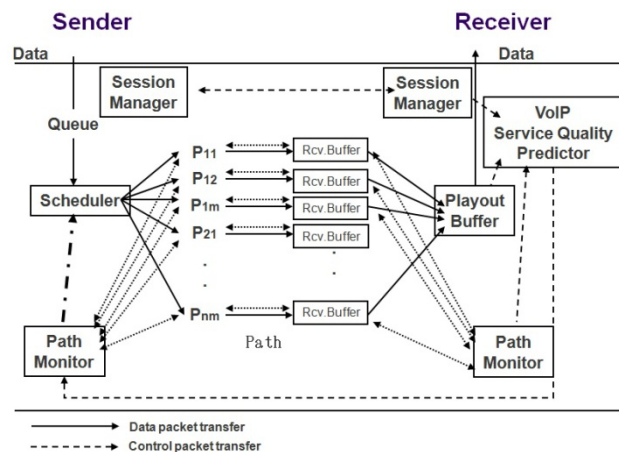 Sender Receiver
Data Data
Session
Manager
Session
Manager
VoIP
Service Quality
Predictor
Queue
P11 Rcv.Buffer
P12 Rcv.Buffer
Scheduler P1m Rcv.Buffer Playout
Buffer
P21 Rcv.Buffer
Pnm Rcv.Buffer
Path
Monitor
Path
Path
Monitor
Data packet transfer
Control packet transfer